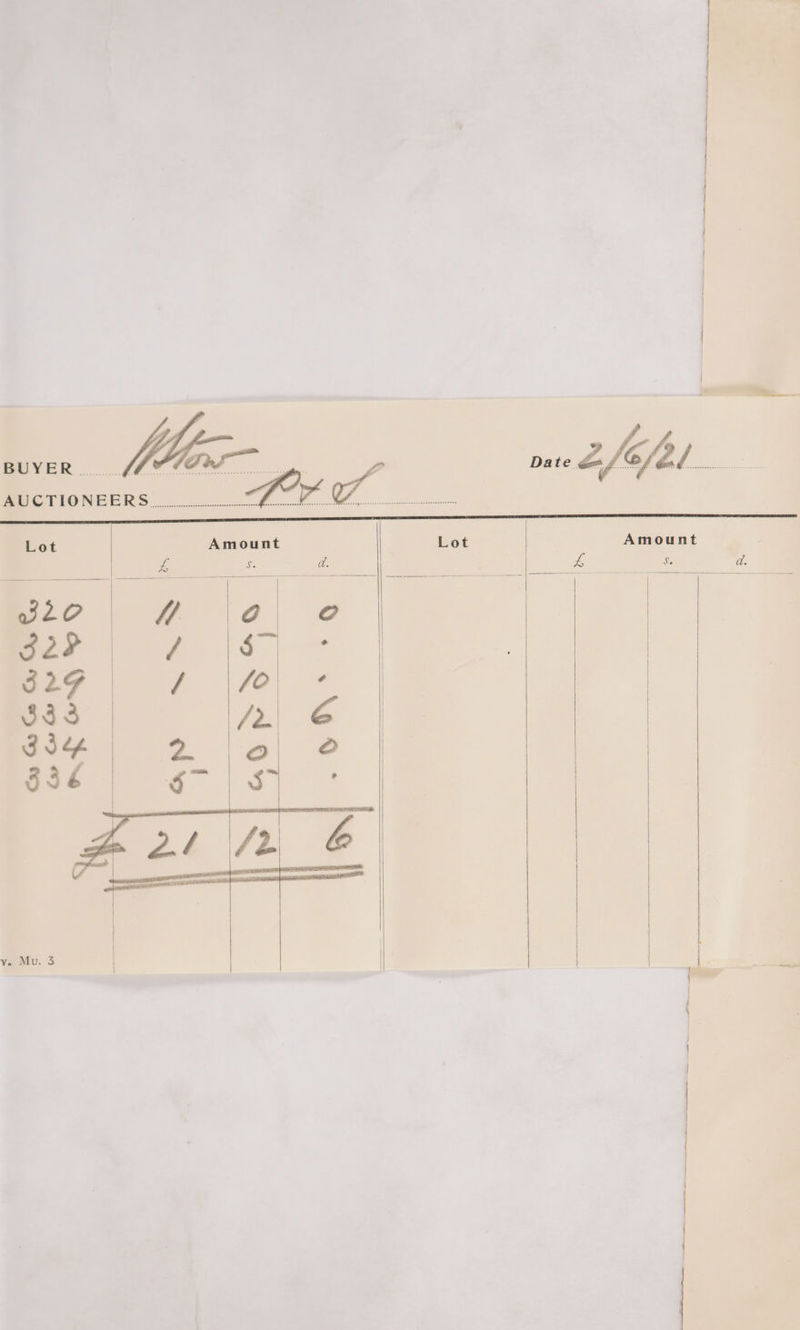 BUYER Date 2/6/21
AUCTIONEERS P & F
Lot Amount Lot Amount
£ s. d. £ s. d.
320 11 0 0
328 1 5 •
329 1 10 •
333 12 6
334 2 0 0
336 5 5 •
£ 21 12 6
y. Mu. 3